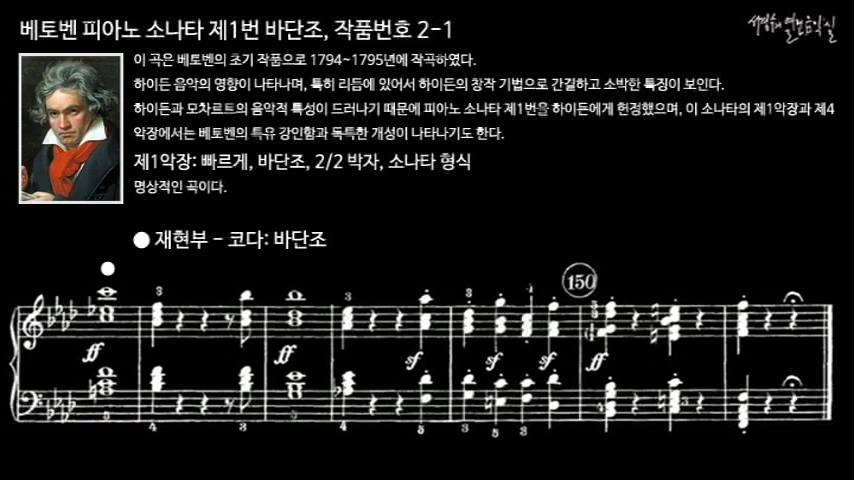 베토벤 피아노 소나타 제1번 바단조, 작품번호 2-1
이 곡은 베토벤의 초기 작품으로 1794~1795년에 작곡하였다.
하이든 음악의 영향이 나타나며, 특히 리듬에 있어서 하이든의 창작 기법으로 간결하고 소박한 특징이 보인다.
하이든과 모차르트의 음악적 특성이 드러나기 때문에 피아노 소나타 제1번을 하이든에게 헌정했으며, 이 소나타의 제1악장과 제4
악장에서는 베토벤의 특유 강인함과 독특한 개성이 나타나기도 한다.
제1악장: 빠르게, 바단조, 2/2 박자, 소나타 형식
명상적인 곡이다.
● 재현부 - 코다: 바단조
150
ff ff sf sf sf ff